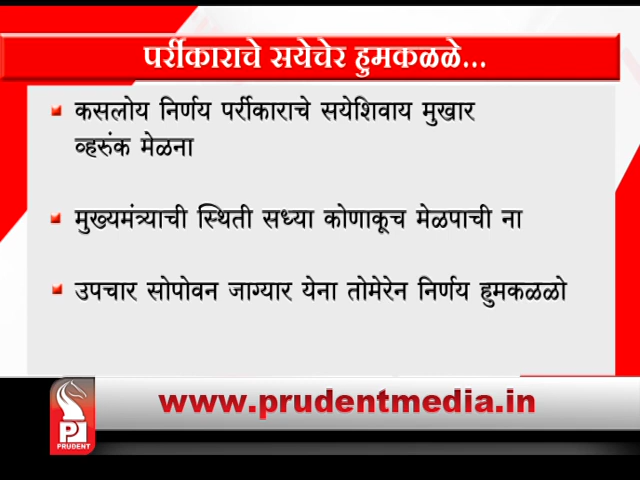 पर्रीकाराचे सयेचेर हुमकळळे...
कसलोय निर्णय पर्रीकाराचे सयेशिवाय मुखार
व्हरुंक मेळना
मुख्यमंत्र्याची स्थिती सध्या कोणाकूच मेळपाची ना
उपचार सोपोवन जाग्यार येना तोमेरेन निर्णय हुमकळळो
www.prudentmedia.in
P
PRUDENT